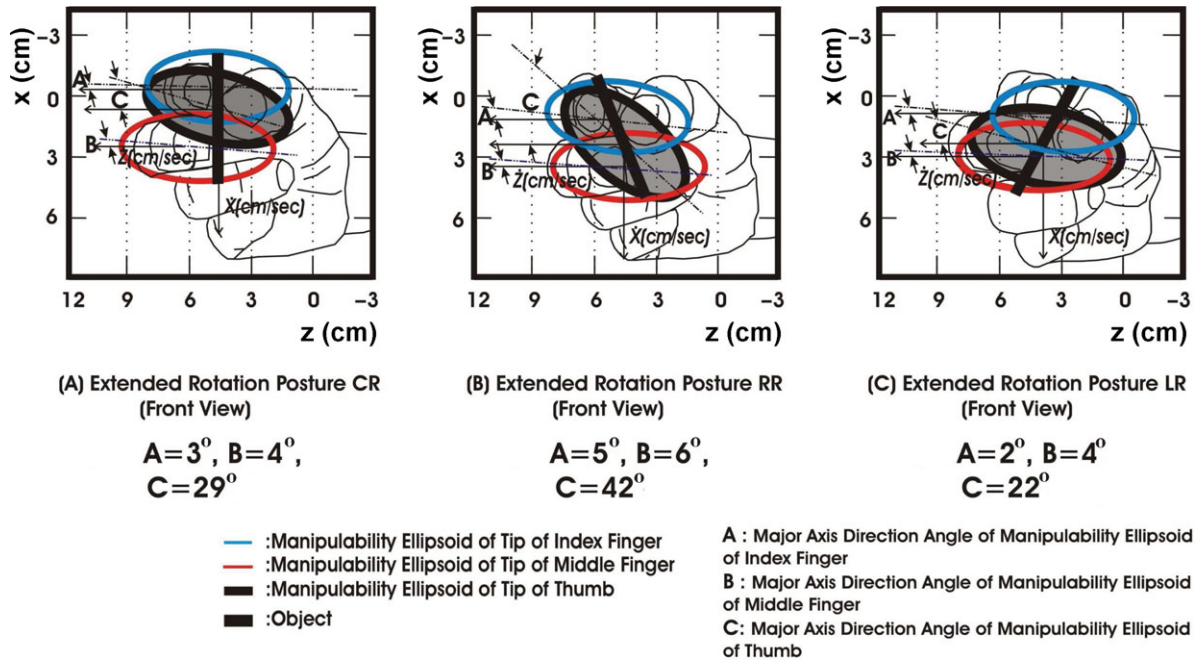 x (cm)
-3
0
3
6
A
C
B
Ż(cm/sec)
Ẋ(cm/sec)
12 9 6 3 0 -3
z (cm)
(A) Extended Rotation Posture CR
(Front View)
A=3°, B=4°,
C=29°
x (cm)
-3
0
3
6
C
A
B
Ż(cm/sec)
Ẋ(cm/sec)
12 9 6 3 0 -3
z (cm)
(B) Extended Rotation Posture RR
(Front View)
A=5°, B=6°,
C=42°
x (cm)
-3
0
3
6
A
C
B
Ż(cm/sec)
Ẋ(cm/sec)
12 9 6 3 0 -3
z (cm)
(C) Extended Rotation Posture LR
(Front View)
A=2°, B=4°
C=22°
:Manipulability Ellipsoid of Tip of Index Finger
:Manipulability Ellipsoid of Tip of Middle Finger
:Manipulability Ellipsoid of Tip of Thumb
:Object
A : Major Axis Direction Angle of Manipulability Ellipsoid
of Index Finger
B : Major Axis Direction Angle of Manipulability Ellipsoid
of Middle Finger
C: Major Axis Direction Angle of Manipulability Ellipsoid
of Thumb